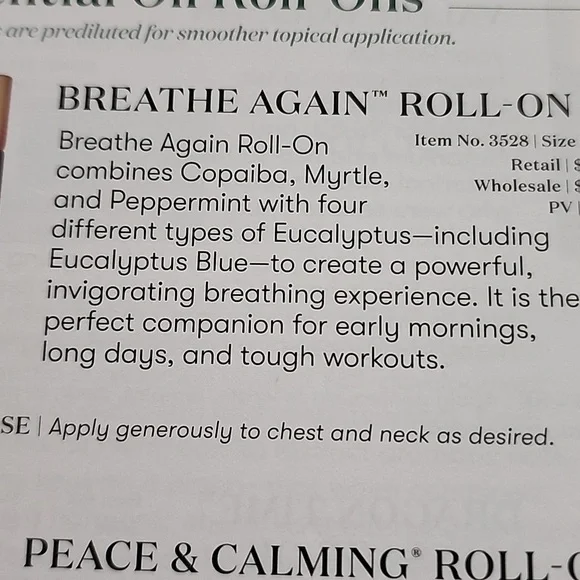 Oil Roll-Ons
are prediluted for smoother topical application.
BREATHE AGAIN™ ROLL-ON
Item No. 3528 | Size
Retail | $
Wholesale | $
PV |
Breathe Again Roll-On
combines Copaiba, Myrtle,
and Peppermint with four
different types of Eucalyptus—including
Eucalyptus Blue—to create a powerful,
invigorating breathing experience. It is the
perfect companion for early mornings,
long days, and tough workouts.
SE | Apply generously to chest and neck as desired.
PEACE & CALMING® ROLL-